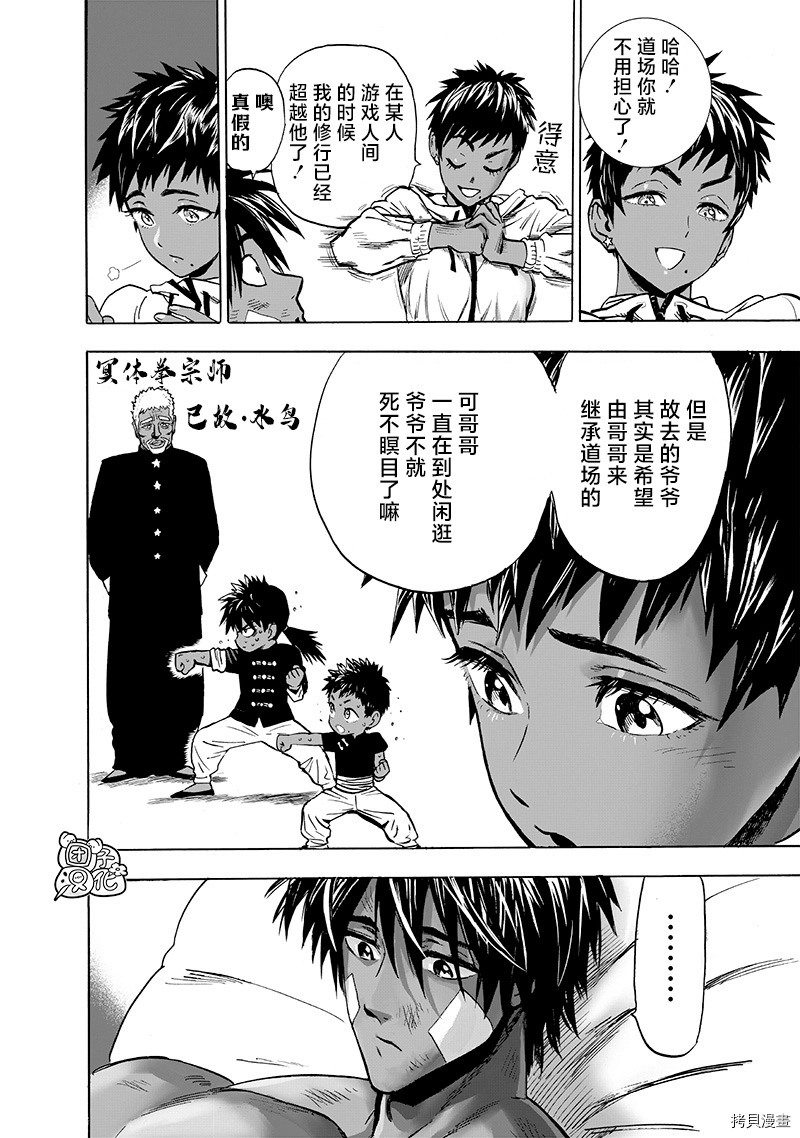 哈哈！
道场你就
不用担心了！
得意
在某人
游戏人间
的时候
我的修行已经
超越他了！
噢
真假的
但是
故去的爷爷
其实是希望
由哥哥来
继承道场的
可哥哥
一直在到处闲逛
爷爷不就
死不瞑目了嘛
冥体拳宗师
已故·水鸟
………
团子
汉化
拷貝漫畫